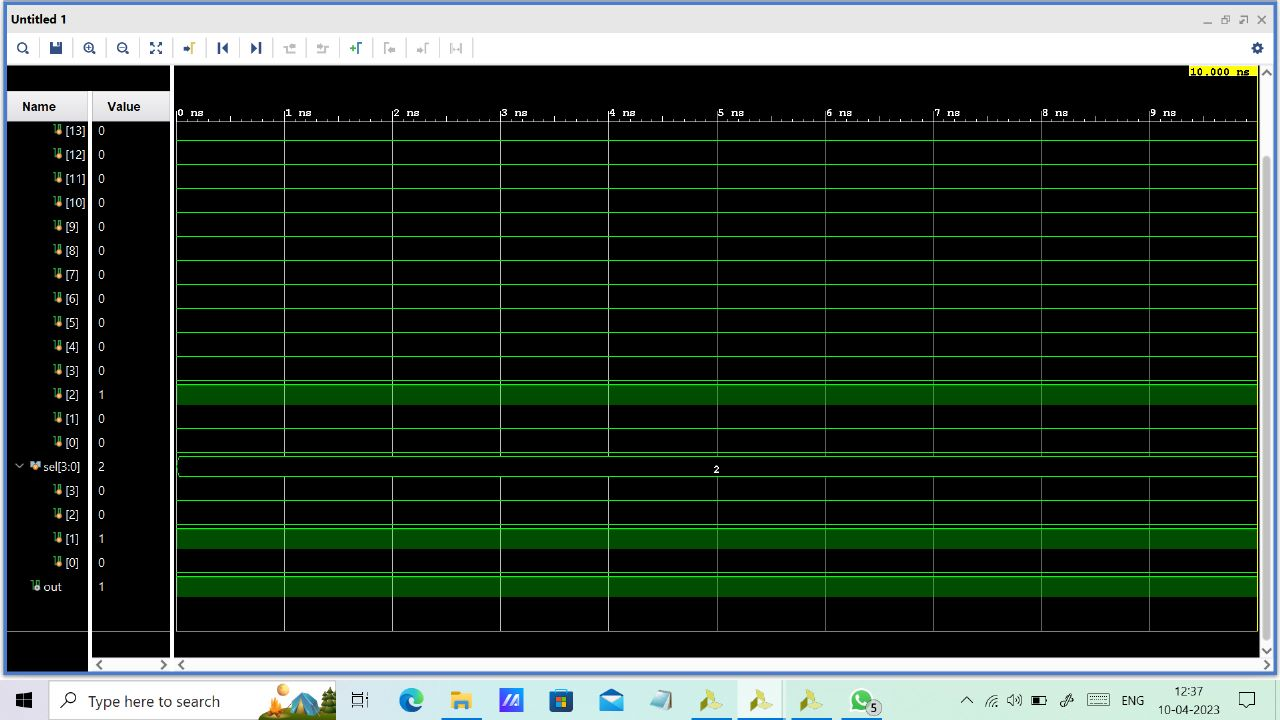 Untitled 1
10.000 ns
Name Value
0 ns 1 ns 2 ns 3 ns 4 ns 5 ns 6 ns 7 ns 8 ns 9 ns
[13] 0
[12] 0
[11] 0
[10] 0
[9] 0
[8] 0
[7] 0
[6] 0
[5] 0
[4] 0
[3] 0
[2] 1
[1] 0
[0] 0
sel[3:0] 2 2
[3] 0
[2] 0
[1] 1
[0] 0
out 1
Type here to search
5
ENG
12:37
10-04-2023